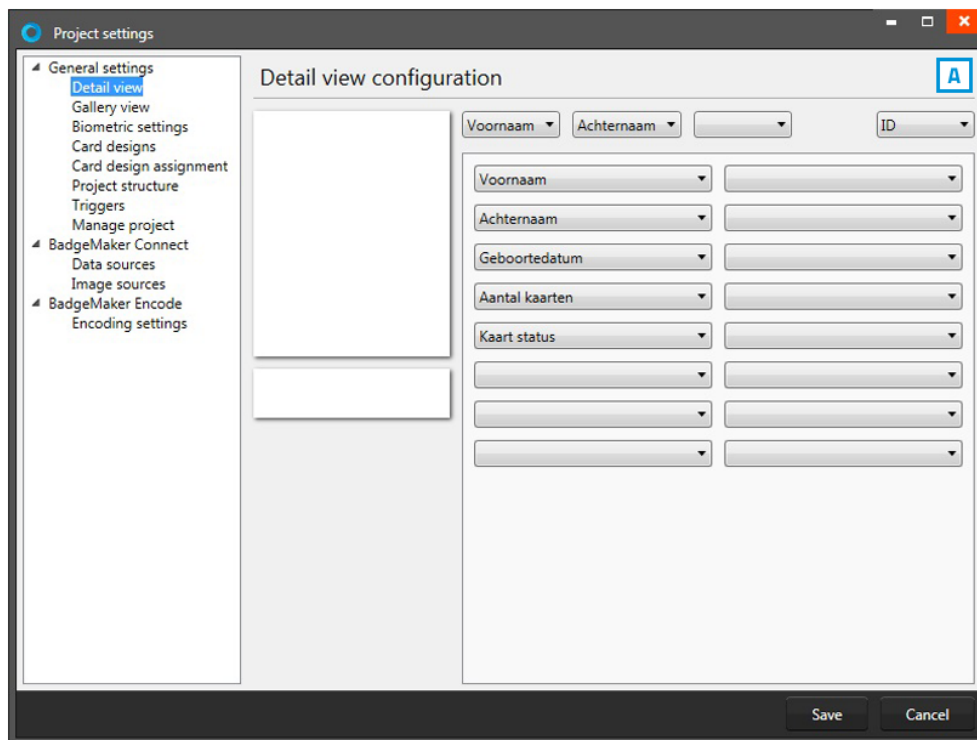 Project settings
General settings
Detail view
Gallery view
Biometric settings
Card designs
Card design assignment
Project structure
Triggers
Manage project
BadgeMaker Connect
Data sources
Image sources
BadgeMaker Encode
Encoding settings
Detail view configuration
A
Voornaam Achternaam ID
Voornaam
Achternaam
Geboortedatum
Aantal kaarten
Kaart status
Save Cancel